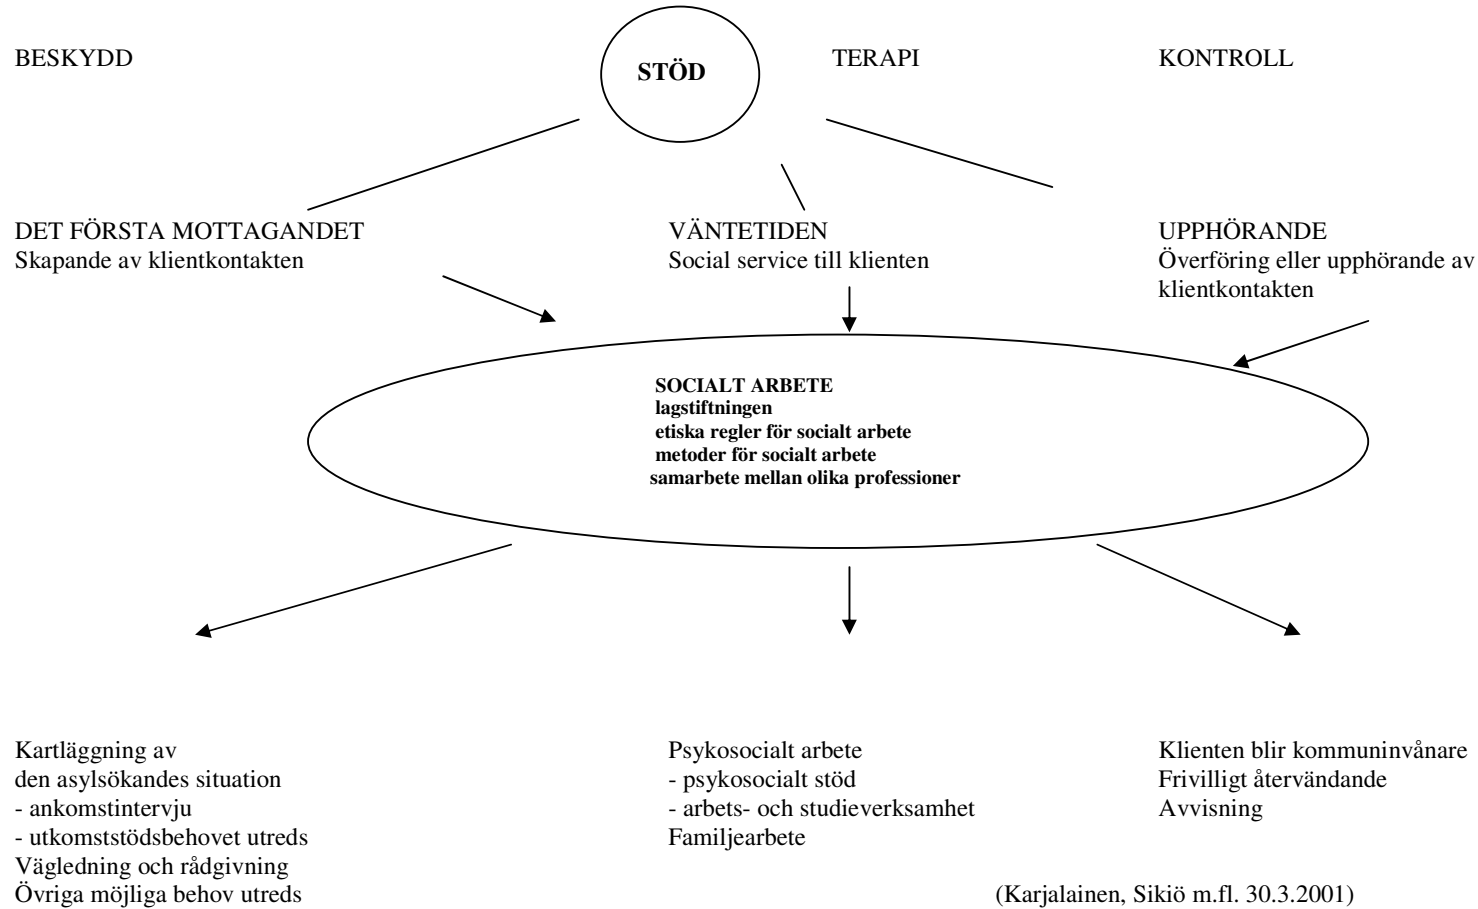 BESKYDD
STÖD
TERAPI
KONTROLL
DET FÖRSTA MOTTAGANDET
Skapande av klientkontakten
VÄNTETIDEN
Social service till klienten
UPPHÖRANDE
Överföring eller upphörande av
klientkontakten
SOCIALT ARBETE
lagstiftningen
etiska regler för socialt arbete
metoder för socialt arbete
samarbete mellan olika professioner
Kartläggning av
den asylsökandes situation
- ankomstintervju
- utkomststödsbehovet utreds
Vägledning och rådgivning
Övriga möjliga behov utreds
Psykosocialt arbete
- psykosocialt stöd
- arbets- och studieverksamhet
Familjearbete
Klienten blir kommuninvånare
Frivilligt återvändande
Avvisning
(Karjalainen, Sikiö m.fl. 30.3.2001)